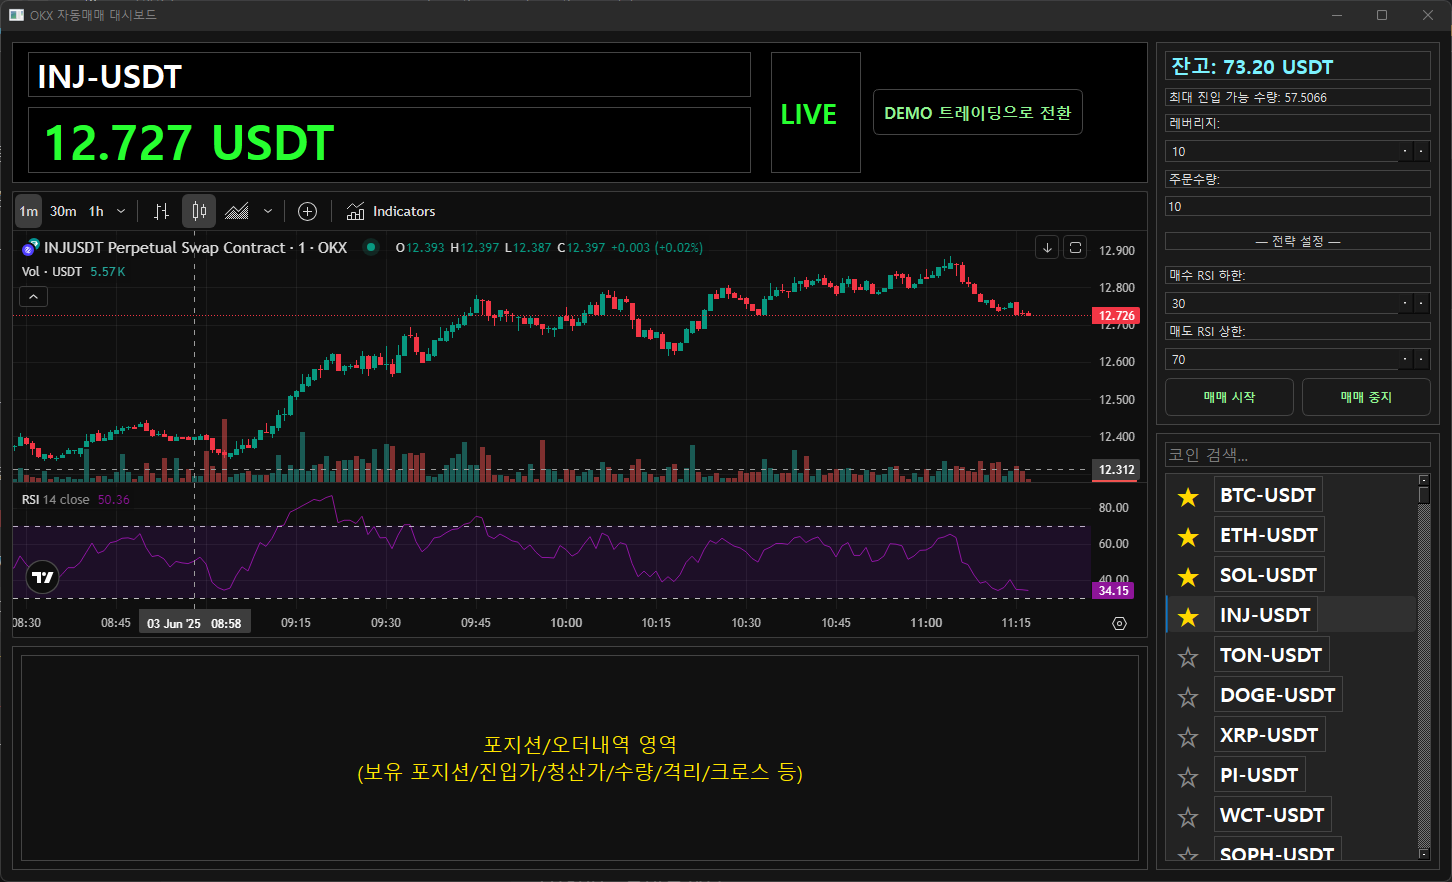 OKX 자동매매 대시보드
INJ-USDT
12.727 USDT
LIVE
DEMO 트레이딩으로 전환
1m 30m 1h
Indicators
INJUSDT Perpetual Swap Contract · 1 · OKX
O12.393 H12.397 L12.387 C12.397 +0.003 (+0.02%)
Vol · USDT 5.57K
12.900
12.800
12.726
12.700
12.600
12.500
12.400
12.312
RSI 14 close 50.36
80.00
60.00
40.00
34.15
08:30 08:45 03 Jun '25 08:58 09:15 09:30 09:45 10:00 10:15 10:30 10:45 11:00 11:15
포지션/오더내역 영역
(보유 포지션/진입가/청산가/수량/격리/크로스 등)
잔고: 73.20 USDT
최대 진입 가능 수량: 57.5066
레버리지:
10
주문수량:
10
— 전략 설정 —
매수 RSI 하한:
30
매도 RSI 상한:
70
매매 시작
매매 중지
코인 검색...
BTC-USDT
ETH-USDT
SOL-USDT
INJ-USDT
TON-USDT
DOGE-USDT
XRP-USDT
PI-USDT
WCT-USDT
SOPH-USDT